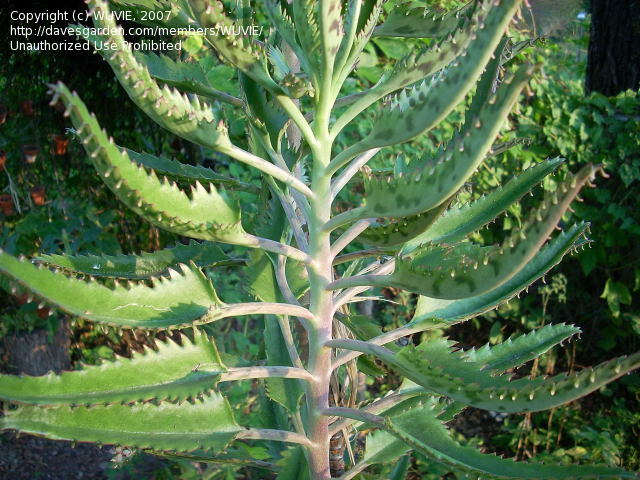 Copyright © WUVIE, 2007
http://davesgarden.com/members/WUVIE/
Unauthorized Use Prohibited